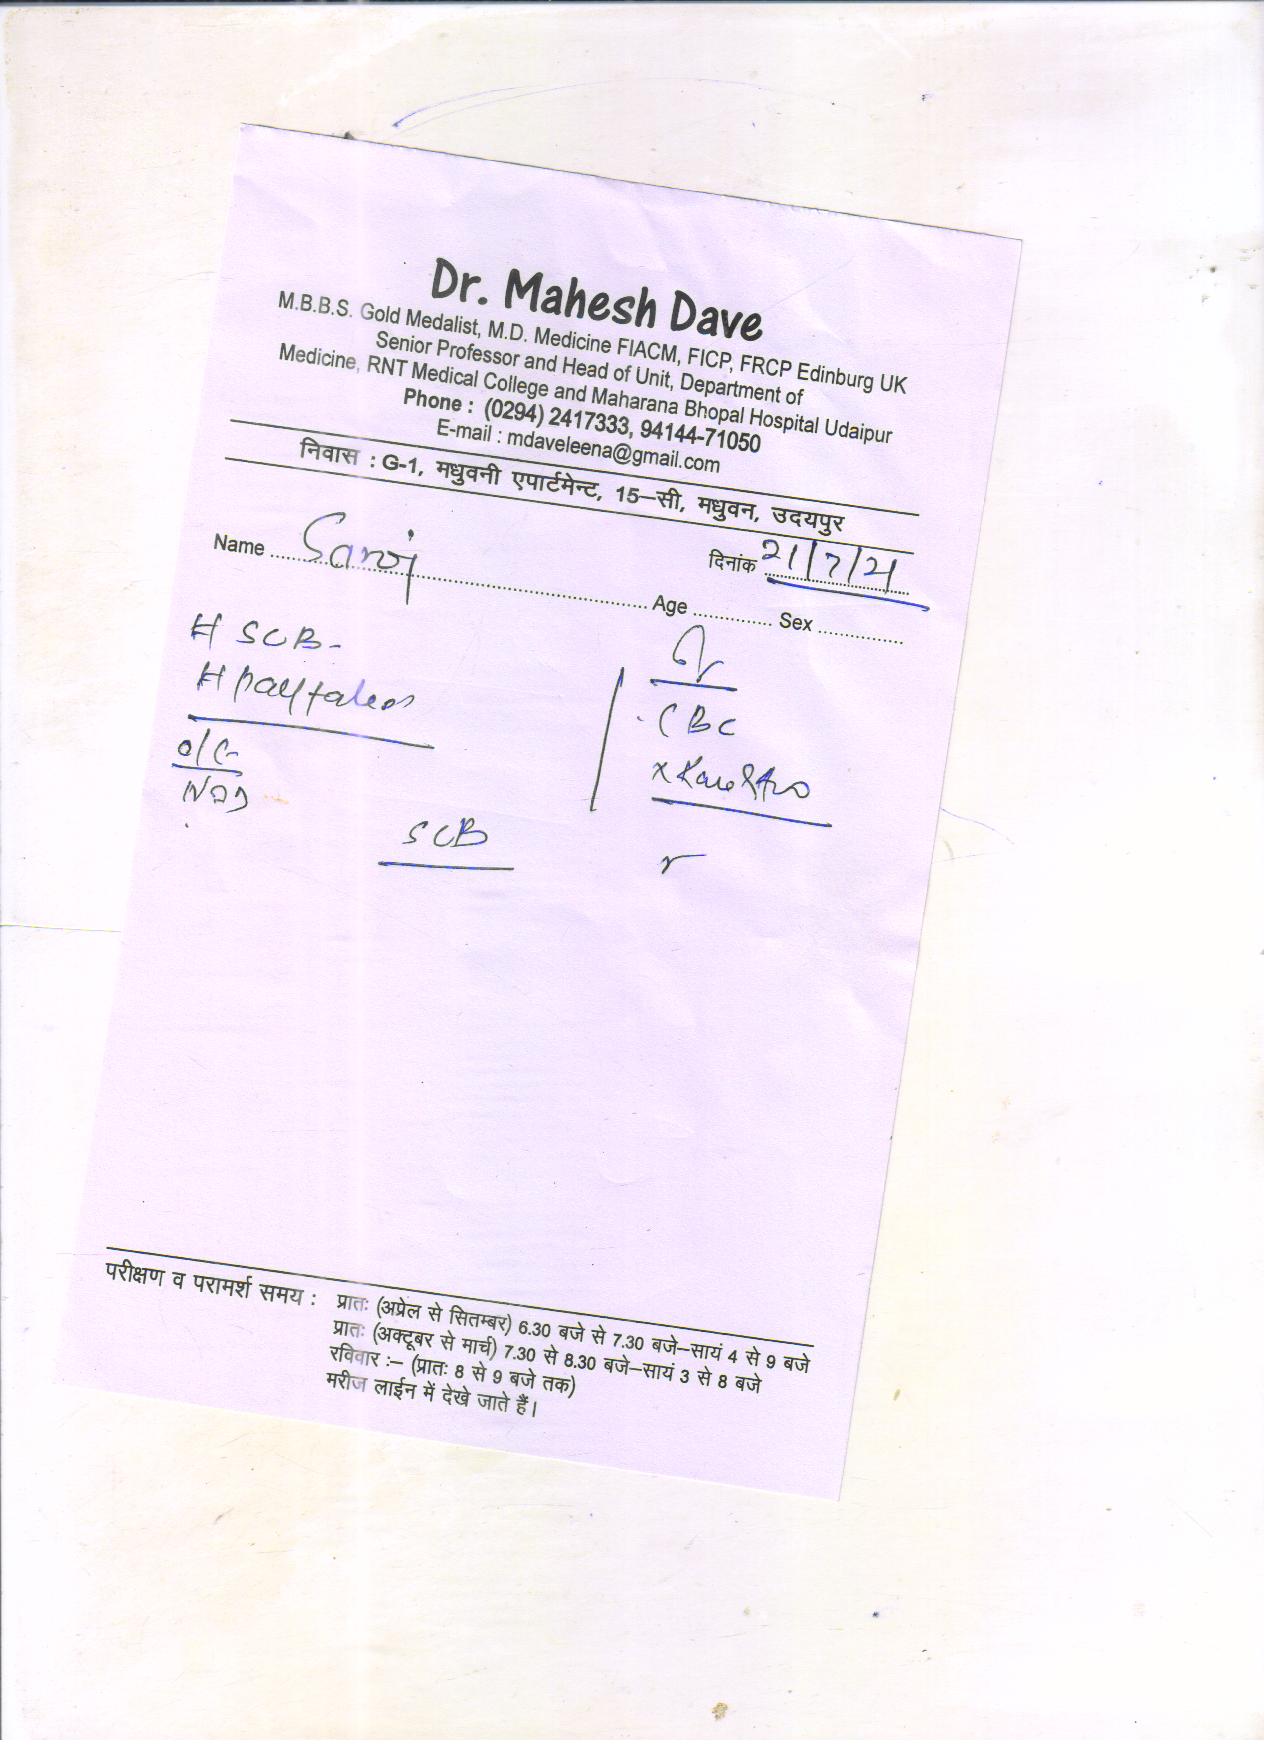 Dr. Mahesh Dave
M.B.B.S. Gold Medalist, M.D. Medicine FIACM, FICP, FRCP Edinburg UK
Senior Professor and Head of Unit, Department of
Medicine, RNT Medical College and Maharana Bhopal Hospital Udaipur
Phone : (0294) 2417333, 94144-71050
E-mail : mdaveleena@gmail.com
निवास : G-1, मधुवनी एपार्टमेन्ट, 15–सी, मधुवन, उदयपुर
दिनांक 21/7/21
Name Saroj Age Sex
H SCB-
H
CBC
SCB
परीक्षण व परामर्श समय : प्रातः (अप्रेल से सितम्बर) 6.30 बजे से 7.30 बजे–सायं 4 से 9 बजे
प्रातः (अक्टूबर से मार्च) 7.30 से 8.30 बजे–सायं 3 से 8 बजे
रविवार :– (प्रातः 8 से 9 बजे तक)
मरीज लाईन में देखे जाते हैं।